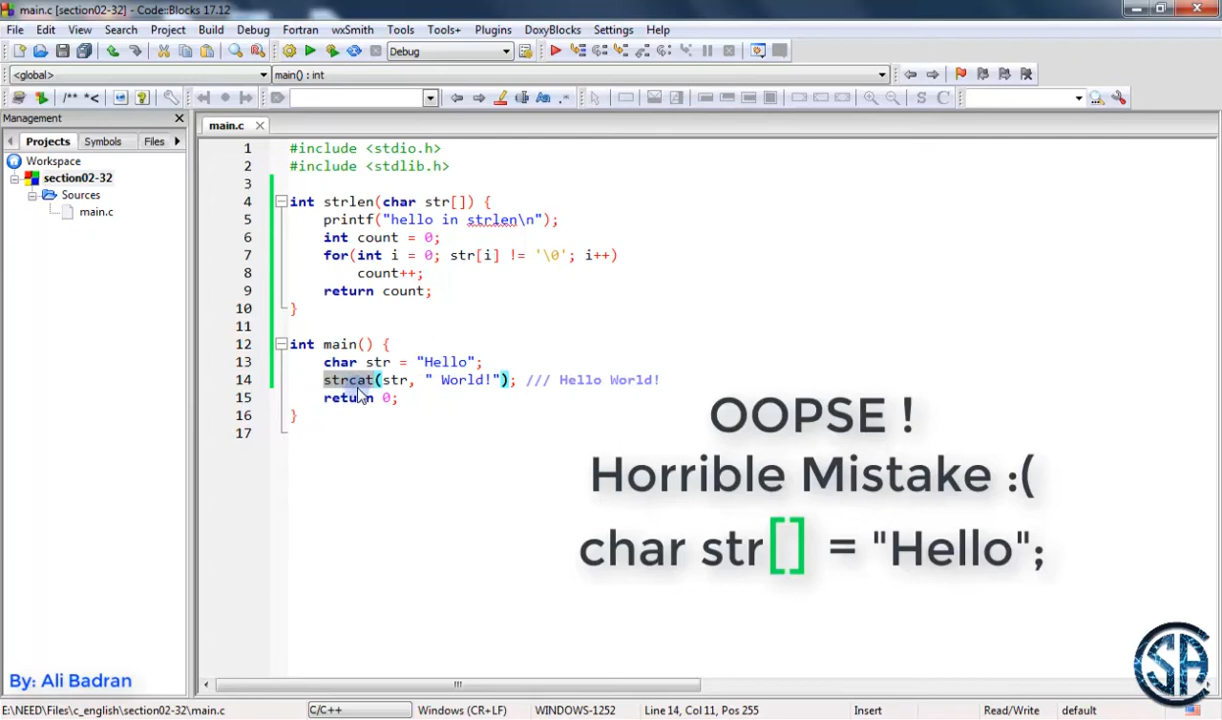 main.c [section02-32] - Code::Blocks 17.12
File Edit View Search Project Build Debug Fortran wxSmith Tools Tools+ Plugins DoxyBlocks Settings Help
Debug
<global> main() : int
/** *<
S C
Management
main.c
Projects Symbols Files
Workspace
section02-32
Sources
main.c
1 #include <stdio.h>
2 #include <stdlib.h>
3
4 int strlen(char str[]) {
5 printf("hello in strlen\n");
6 int count = 0;
7 for(int i = 0; str[i] != '\0'; i++)
8 count++;
9 return count;
10 }
11
12 int main() {
13 char str = "Hello";
14 strcat(str, " World!"); /// Hello World!
15 return 0;
16 }
17
OOPSE !
Horrible Mistake :(
char str[] = "Hello";
By: Ali Badran
E:\NEED\Files\c_english\section02-32\main.c C/C++ Windows (CR+LF) WINDOWS-1252 Line 14, Col 11, Pos 255 Insert Read/Write default